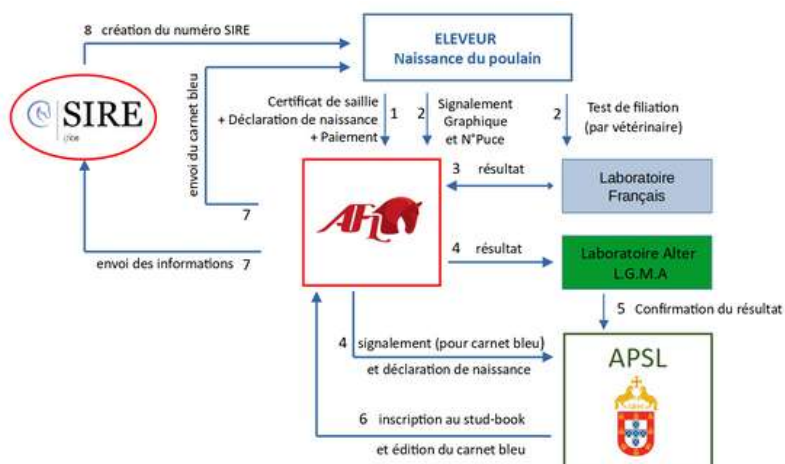 8 création du numéro SIRE
ELEVEUR
Naissance du poulain
SIRE
envoi du carnet bleu
Certificat de saillie
+ Déclaration de naissance
+ Paiement
1
2
Signalement
Graphique
et N°Puce
2
Test de filiation
(par vétérinaire)
3 résultat
Laboratoire
Français
AFL
7
4 résultat
Laboratoire Alter
L.G.M.A
envoi des informations 7
5 Confirmation du résultat
4 signalement (pour carnet bleu)
et déclaration de naissance
APSL
6 inscription au stud-book
et édition du carnet bleu